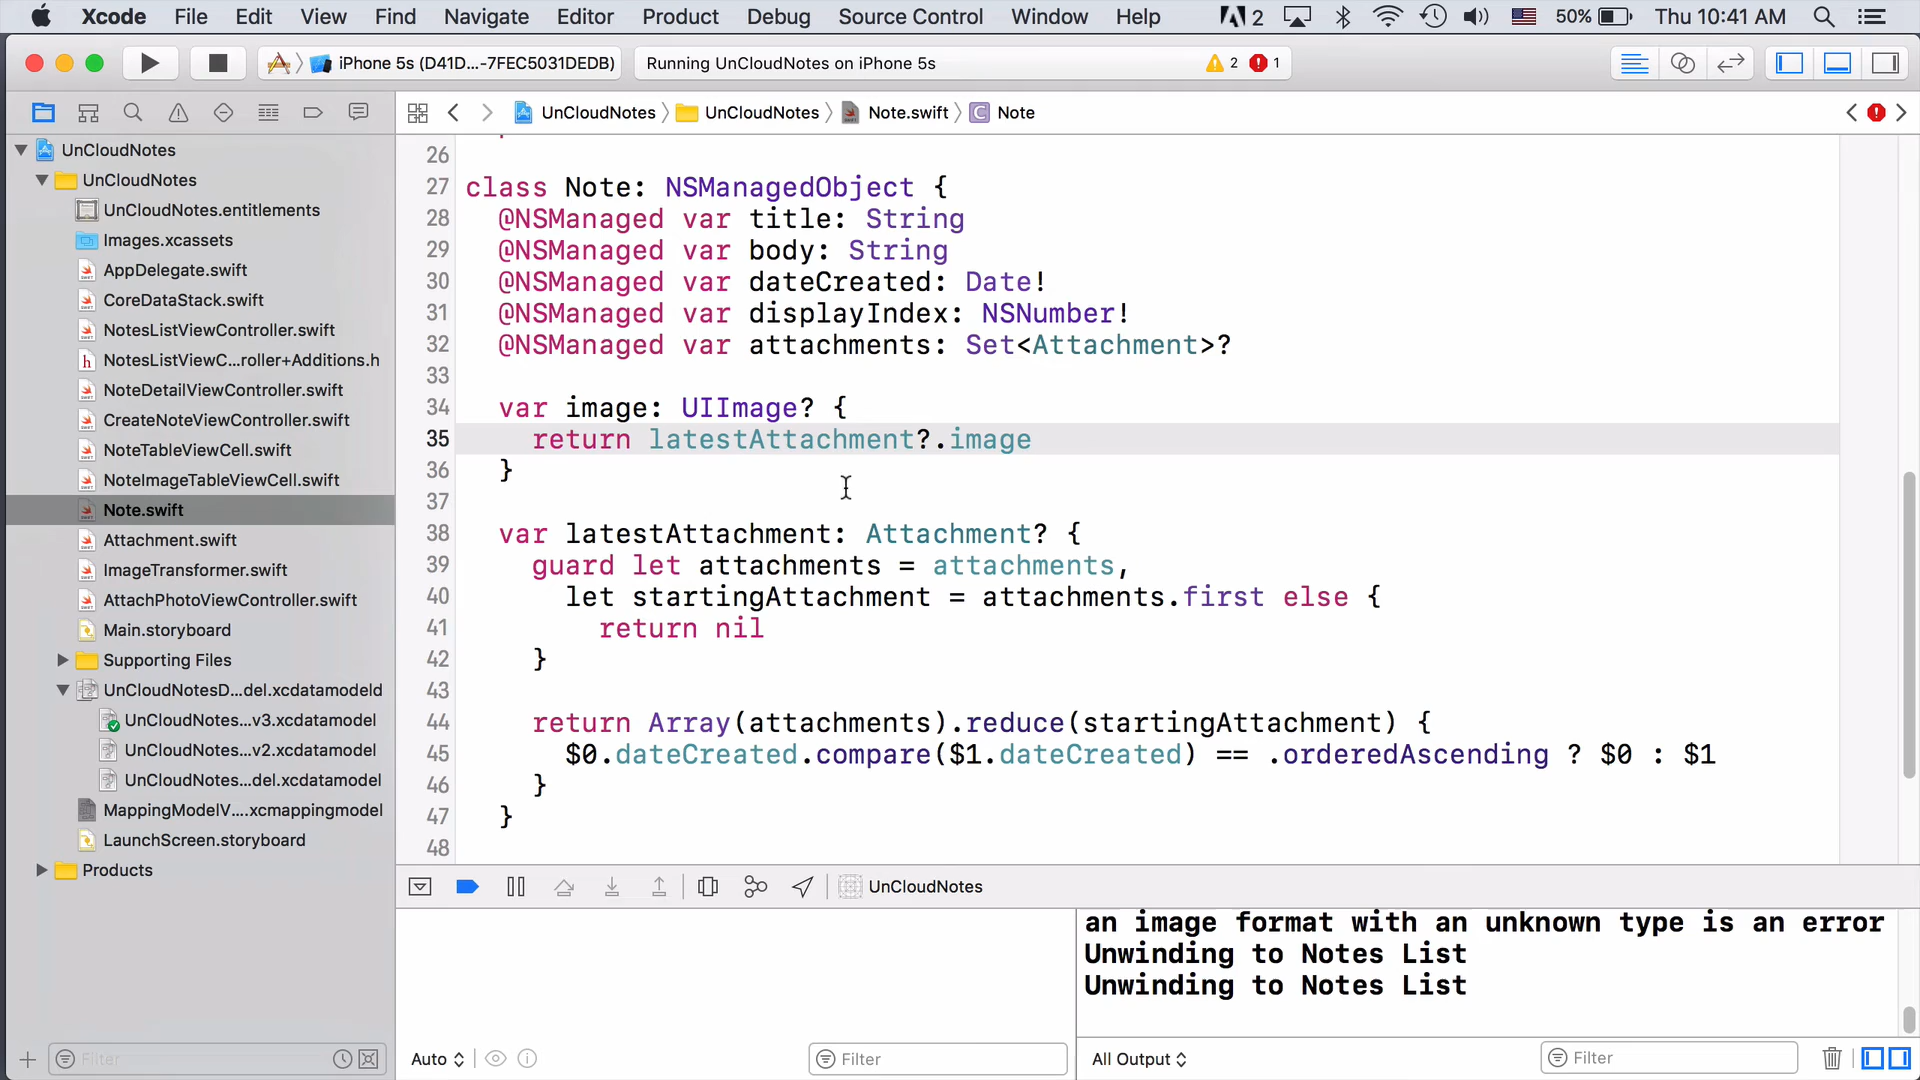 Xcode File Edit View Find Navigate Editor Product Debug Source Control Window Help 2 50% Thu 10:41 AM
iPhone 5s (D41D...-7FEC5031DEDB) Running UnCloudNotes on iPhone 5s 2 1
UnCloudNotes UnCloudNotes Note.swift C Note
UnCloudNotes
UnCloudNotes
UnCloudNotes.entitlements
Images.xcassets
AppDelegate.swift
CoreDataStack.swift
NotesListViewController.swift
NotesListViewC...roller+Additions.h
NoteDetailViewController.swift
CreateNoteViewController.swift
NoteTableViewCell.swift
NoteImageTableViewCell.swift
Note.swift
Attachment.swift
ImageTransformer.swift
AttachPhotoViewController.swift
Main.storyboard
Supporting Files
UnCloudNotesD...del.xcdatamodeld
UnCloudNotes...v3.xcdatamodel
UnCloudNotes...v2.xcdatamodel
UnCloudNotes...del.xcdatamodel
MappingModelV....xcmappingmodel
LaunchScreen.storyboard
Products
Filter
26
27 class Note: NSManagedObject {
28 @NSManaged var title: String
29 @NSManaged var body: String
30 @NSManaged var dateCreated: Date!
31 @NSManaged var displayIndex: NSNumber!
32 @NSManaged var attachments: Set<Attachment>?
33
34 var image: UIImage? {
35 return latestAttachment?.image
36 }
37
38 var latestAttachment: Attachment? {
39 guard let attachments = attachments,
40 let startingAttachment = attachments.first else {
41 return nil
42 }
43
44 return Array(attachments).reduce(startingAttachment) {
45 $0.dateCreated.compare($1.dateCreated) == .orderedAscending ? $0 : $1
46 }
47 }
48
UnCloudNotes
an image format with an unknown type is an error
Unwinding to Notes List
Unwinding to Notes List
Auto Filter All Output Filter